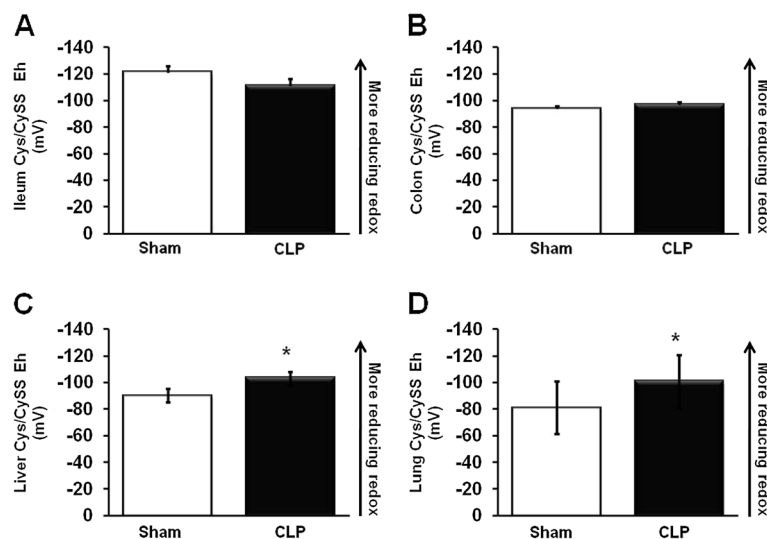 A
Ileum Cys/CySS Eh
(mV)
-140
-120
-100
-80
-60
-40
-20
0
Sham
CLP
More reducing redox
B
Colon Cys/CySS Eh
(mV)
-140
-120
-100
-80
-60
-40
-20
0
Sham
CLP
More reducing redox
C
Liver Cys/CySS Eh
(mV)
-140
-120
-100
-80
-60
-40
-20
0
*
Sham
CLP
More reducing redox
D
Lung Cys/CySS Eh
(mV)
-140
-120
-100
-80
-60
-40
-20
0
*
Sham
CLP
More reducing redox